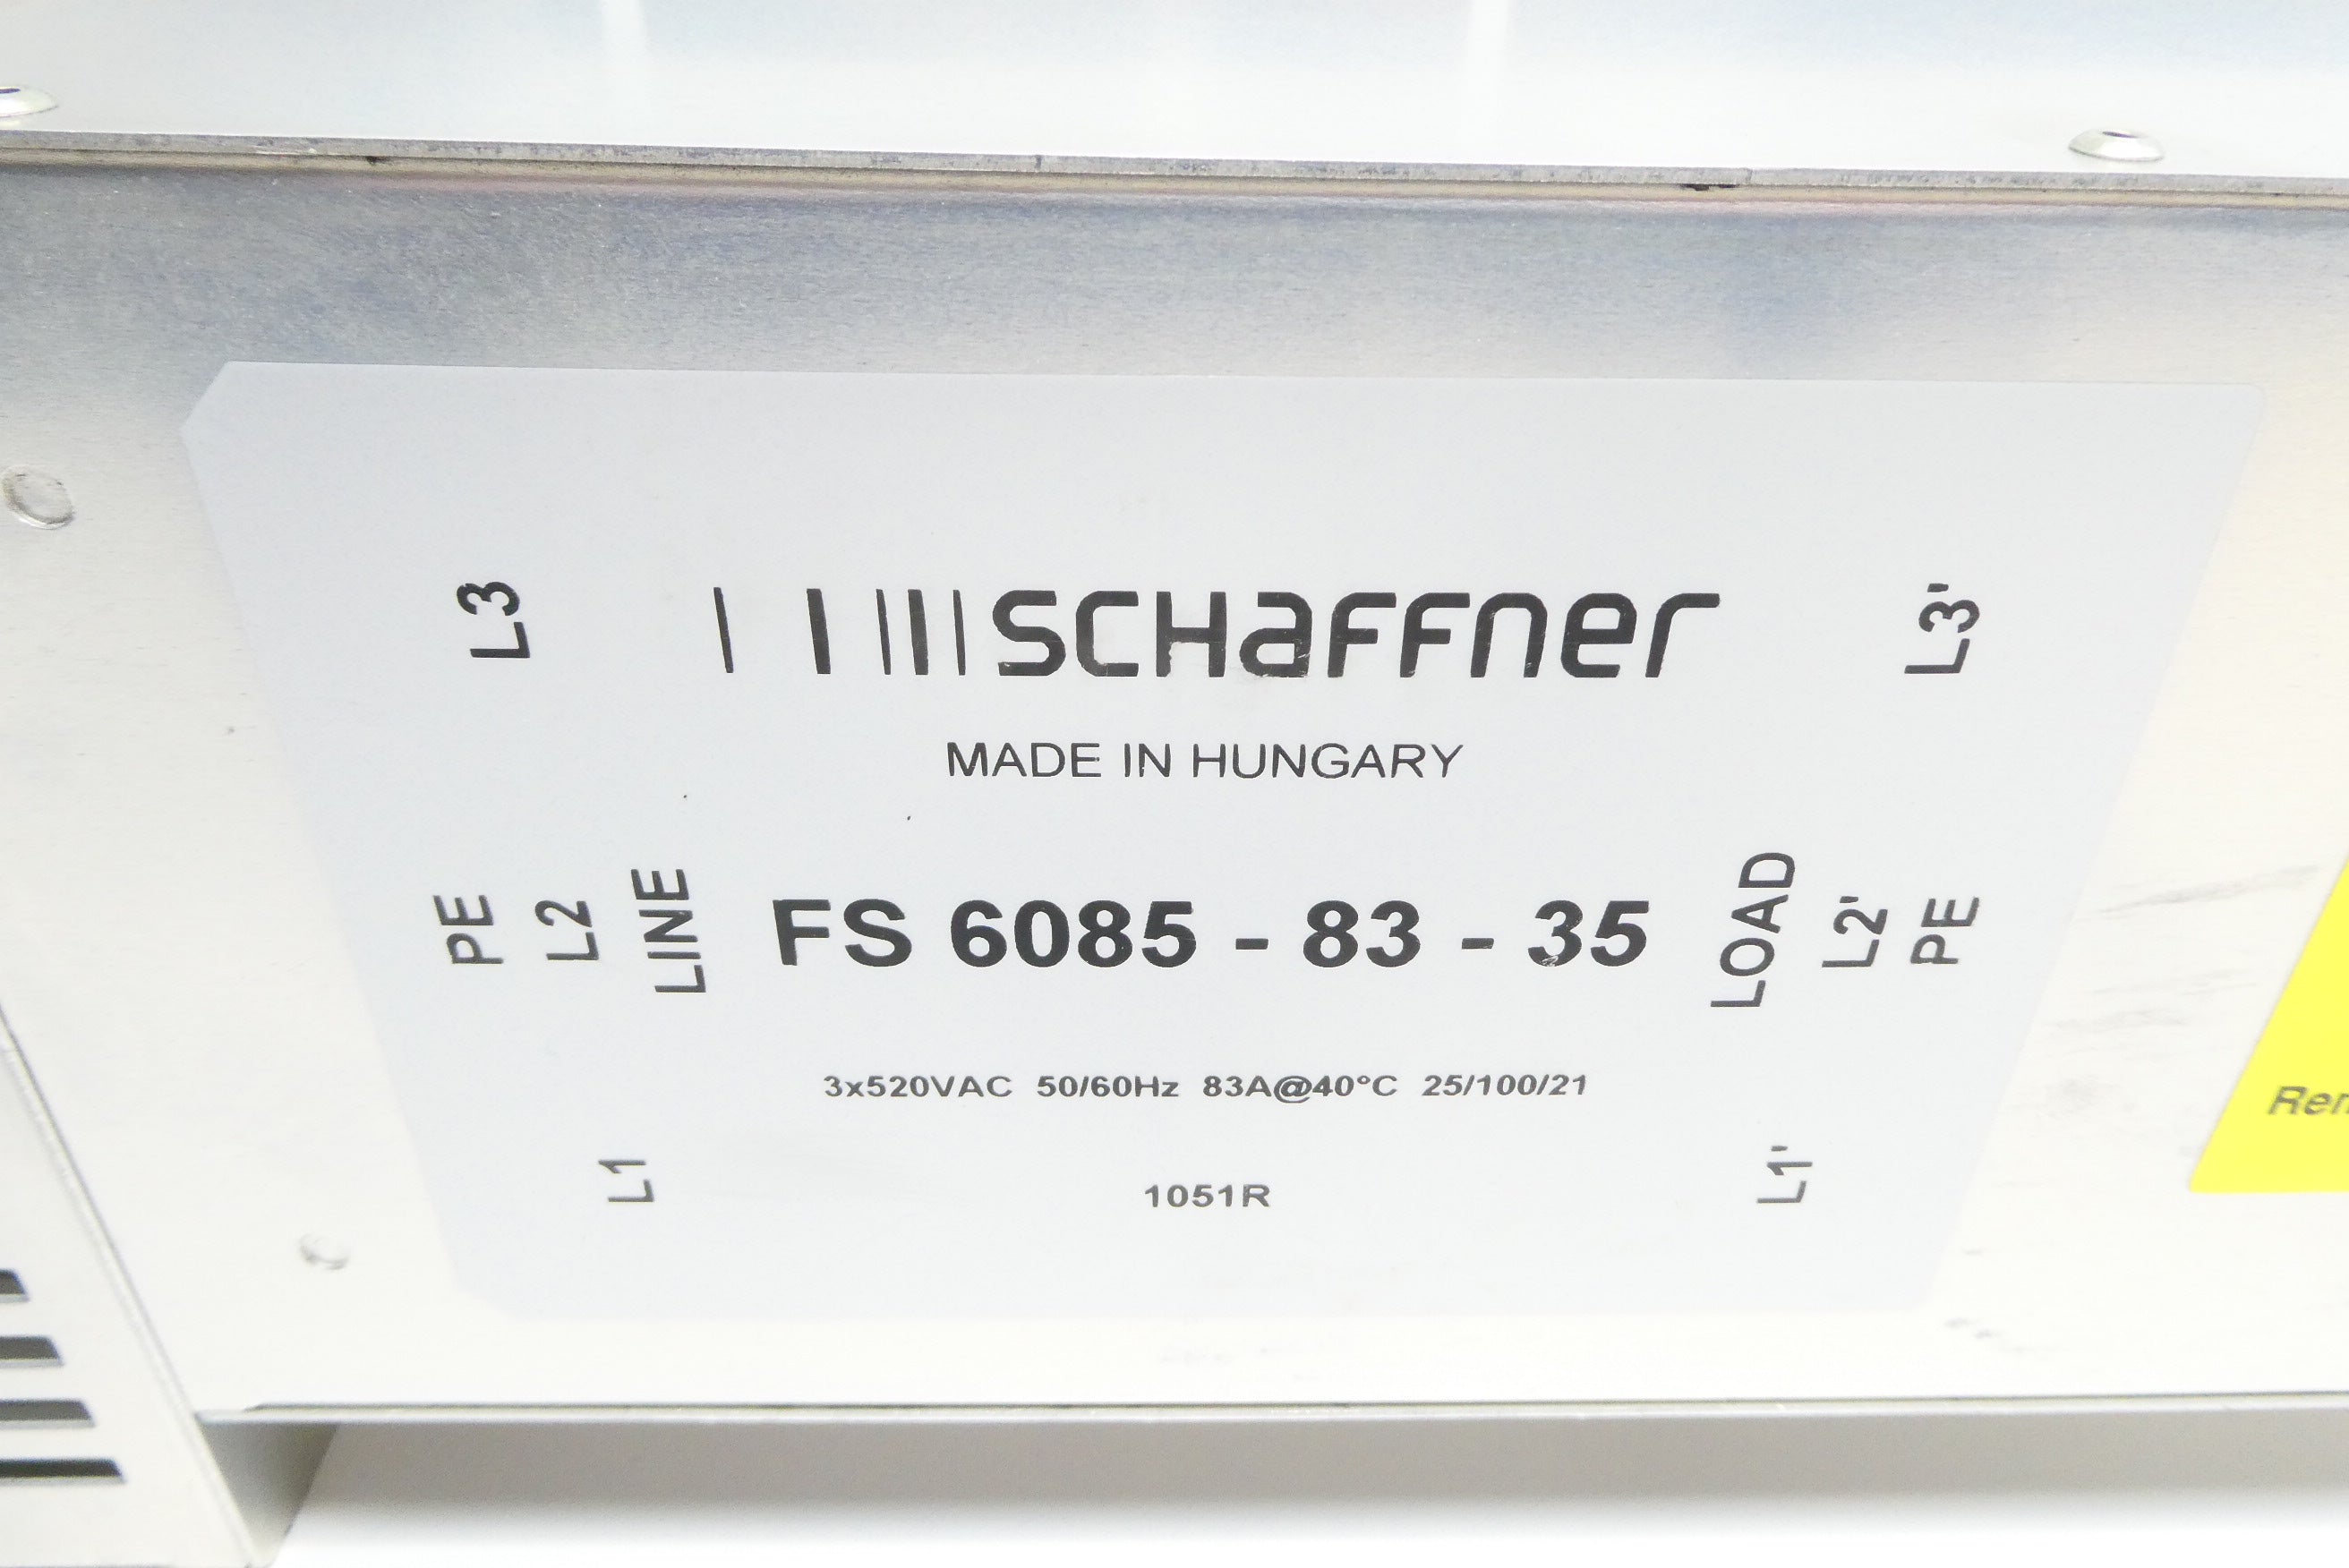 L3
SCHAFFNER
L3'
MADE IN HUNGARY
PE
L2
LINE
FS 6085 - 83 - 35
LOAD
L2'
PE
3x520VAC 50/60Hz 83A@40°C 25/100/21
L1
1051R
L1'